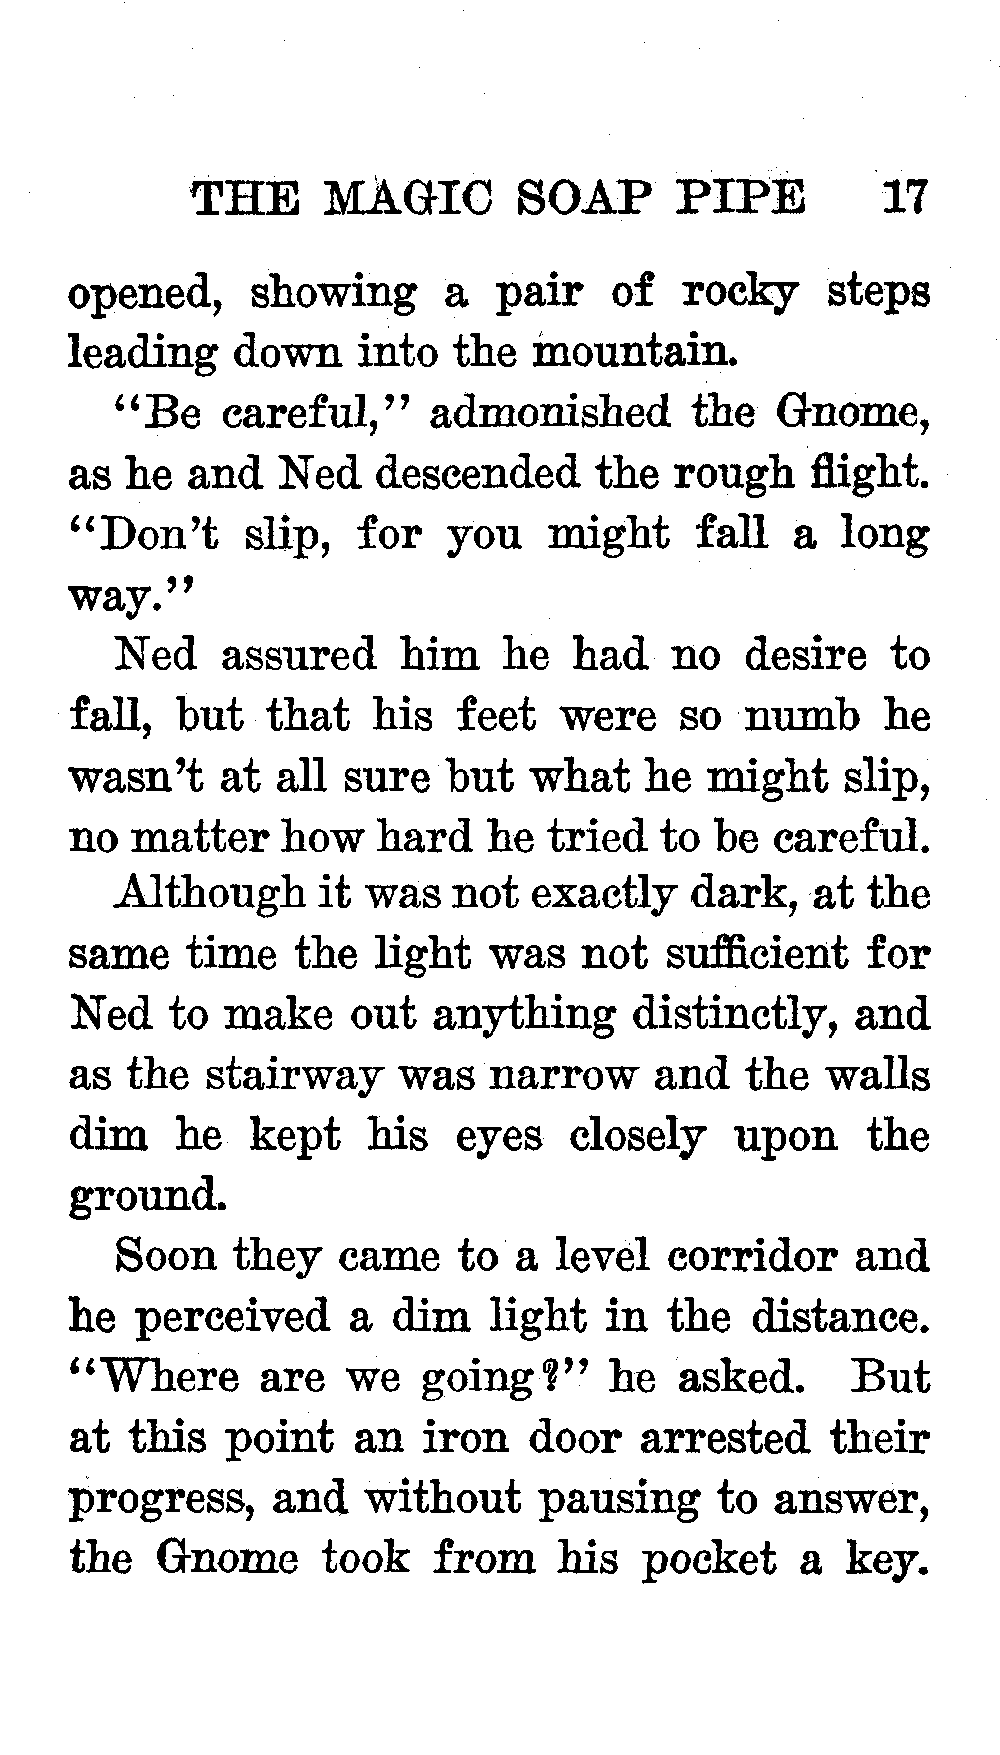 THE MAGIC SOAP PIPE 17
opened, showing a pair of rocky steps
leading down into the mountain.
"Be careful," admonished the Gnome,
as he and Ned descended the rough flight.
"Don't slip, for you might fall a long
way."
Ned assured him he had no desire to
fall, but that his feet were so numb he
wasn't at all sure but what he might slip,
no matter how hard he tried to be careful.
Although it was not exactly dark, at the
same time the light was not sufficient for
Ned to make out anything distinctly, and
as the stairway was narrow and the walls
dim he kept his eyes closely upon the
ground.
Soon they came to a level corridor and
he perceived a dim light in the distance.
"Where are we going?" he asked. But
at this point an iron door arrested their
progress, and without pausing to answer,
the Gnome took from his pocket a key.